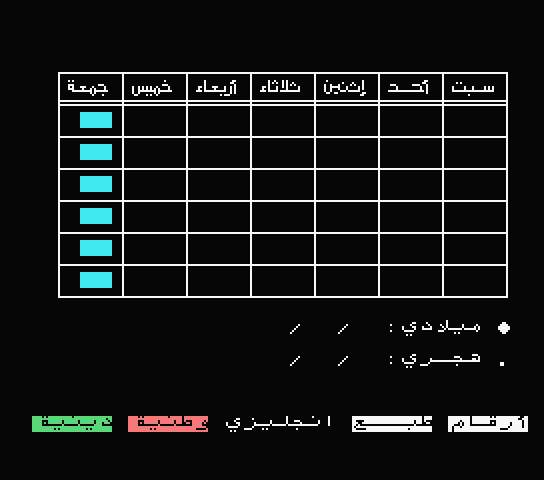 سبت أحد إثنين ثلاثاء أربعاء خميس جمعة
ميلادي : / /
هجري : / /
أرقام طبع انجليزي وطنية دينية